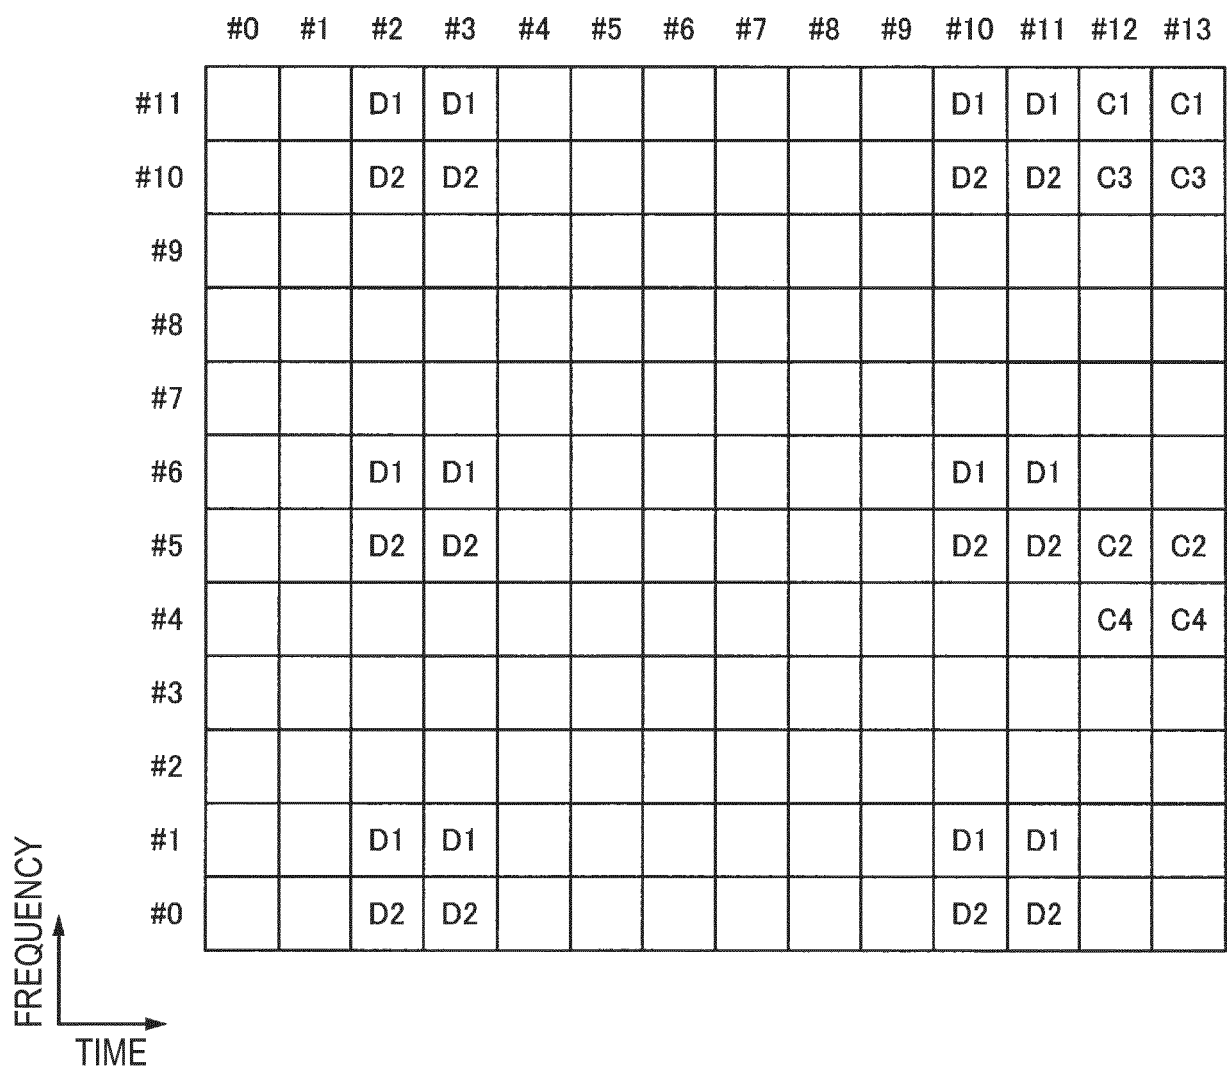 #0 #1 #2 #3 #4 #5 #6 #7 #8 #9 #10 #11 #12 #13
#11 D1 D1 D1 D1 C1 C1
#10 D2 D2 D2 D2 C3 C3
#9
#8
#7
#6 D1 D1 D1 D1
#5 D2 D2 D2 D2 C2 C2
#4 C4 C4
#3
#2
#1 D1 D1 D1 D1
#0 D2 D2 D2 D2
FREQUENCY
TIME